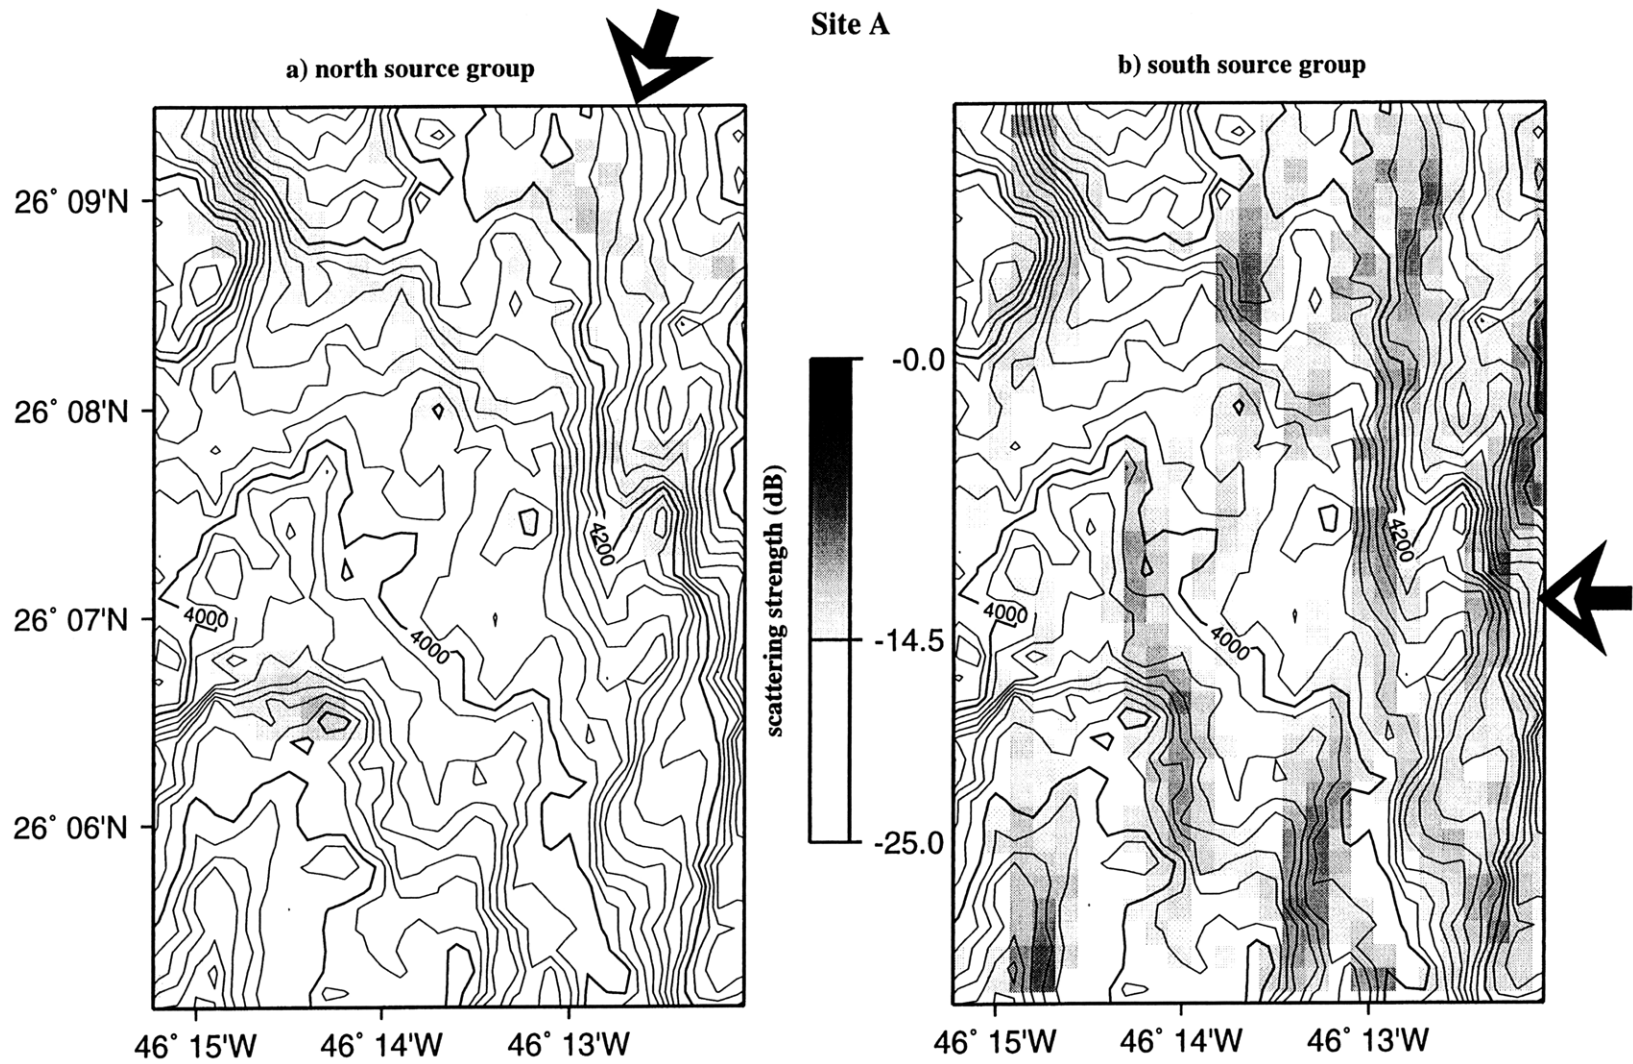 Site A
a) north source group
b) south source group
26° 09'N
26° 08'N
26° 07'N
26° 06'N
4200
4000
4000
46° 15'W
46° 14'W
46° 13'W
scattering strength (dB)
-0.0
-14.5
-25.0
4200
4000
4000
46° 15'W
46° 14'W
46° 13'W